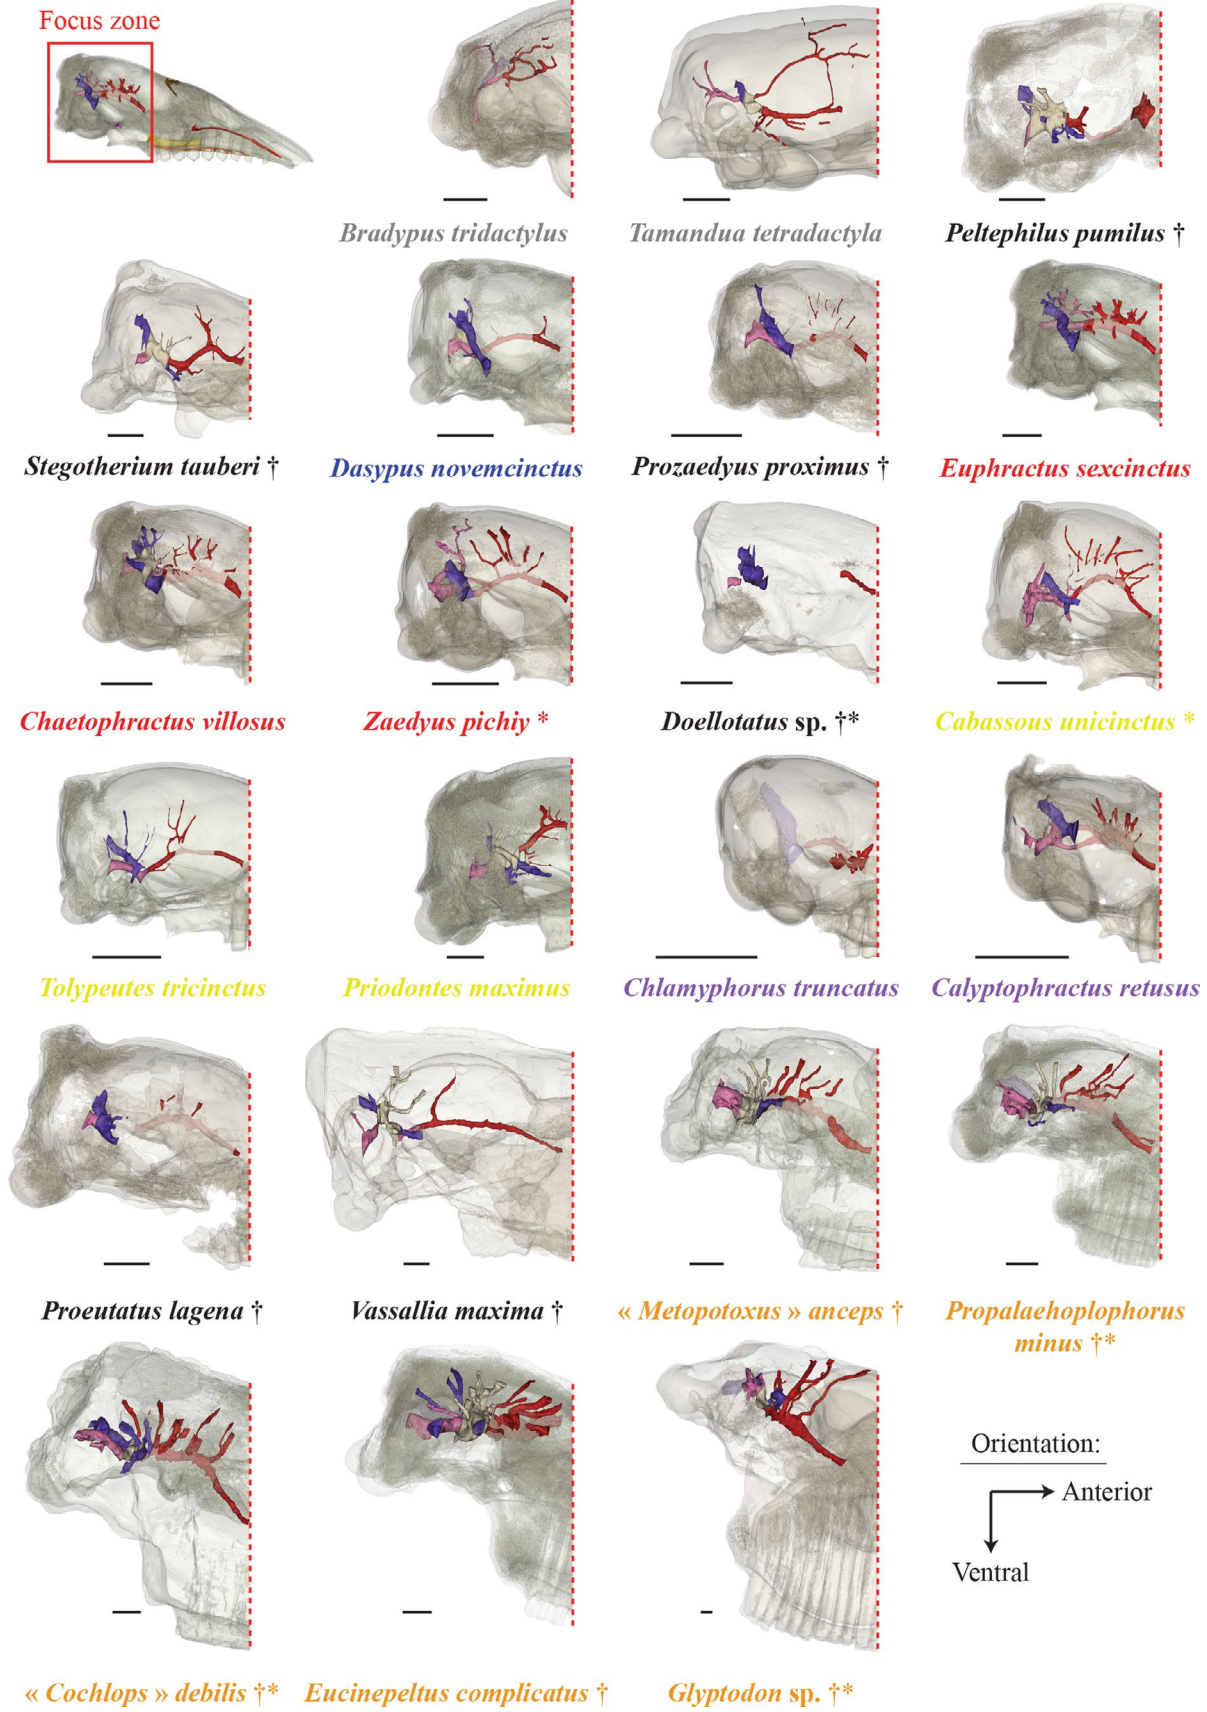 Focus zone
Bradypus tridactylus
Tamandua tetradactyla
Peltephilus pumilus †
Stegotherium tauberi †
Dasypus novemcinctus
Prozaedyus proximus †
Euphractus sexcinctus
Chaetophractus villosus
Zaedyus pichiy *
Doellotatus sp. †*
Cabassous unicinctus *
Tolypeutes tricinctus
Priodontes maximus
Chlamyphorus truncatus
Calyptophractus retusus
Proeutatus lagena †
Vassallia maxima †
« Metopotoxus » anceps †
Propalaehoplophorus
minus †*
« Cochlops » debilis †*
Eucinepeltus complicatus †
Glyptodon sp. †*
Orientation:
Anterior
Ventral